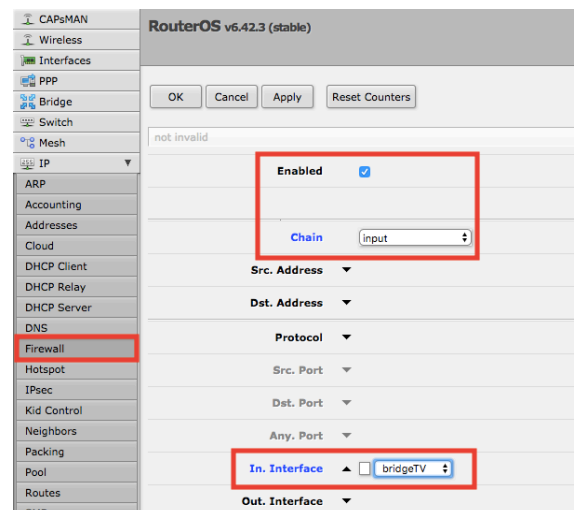 CAPsMAN
Wireless
Interfaces
PPP
Bridge
Switch
Mesh
IP
ARP
Accounting
Addresses
Cloud
DHCP Client
DHCP Relay
DHCP Server
DNS
Firewall
Hotspot
IPsec
Kid Control
Neighbors
Packing
Pool
Routes
RouterOS v6.42.3 (stable)
OK Cancel Apply Reset Counters
not invalid
Enabled
Chain input
Src. Address
Dst. Address
Protocol
Src. Port
Dst. Port
Any. Port
In. Interface bridgeTV
Out. Interface